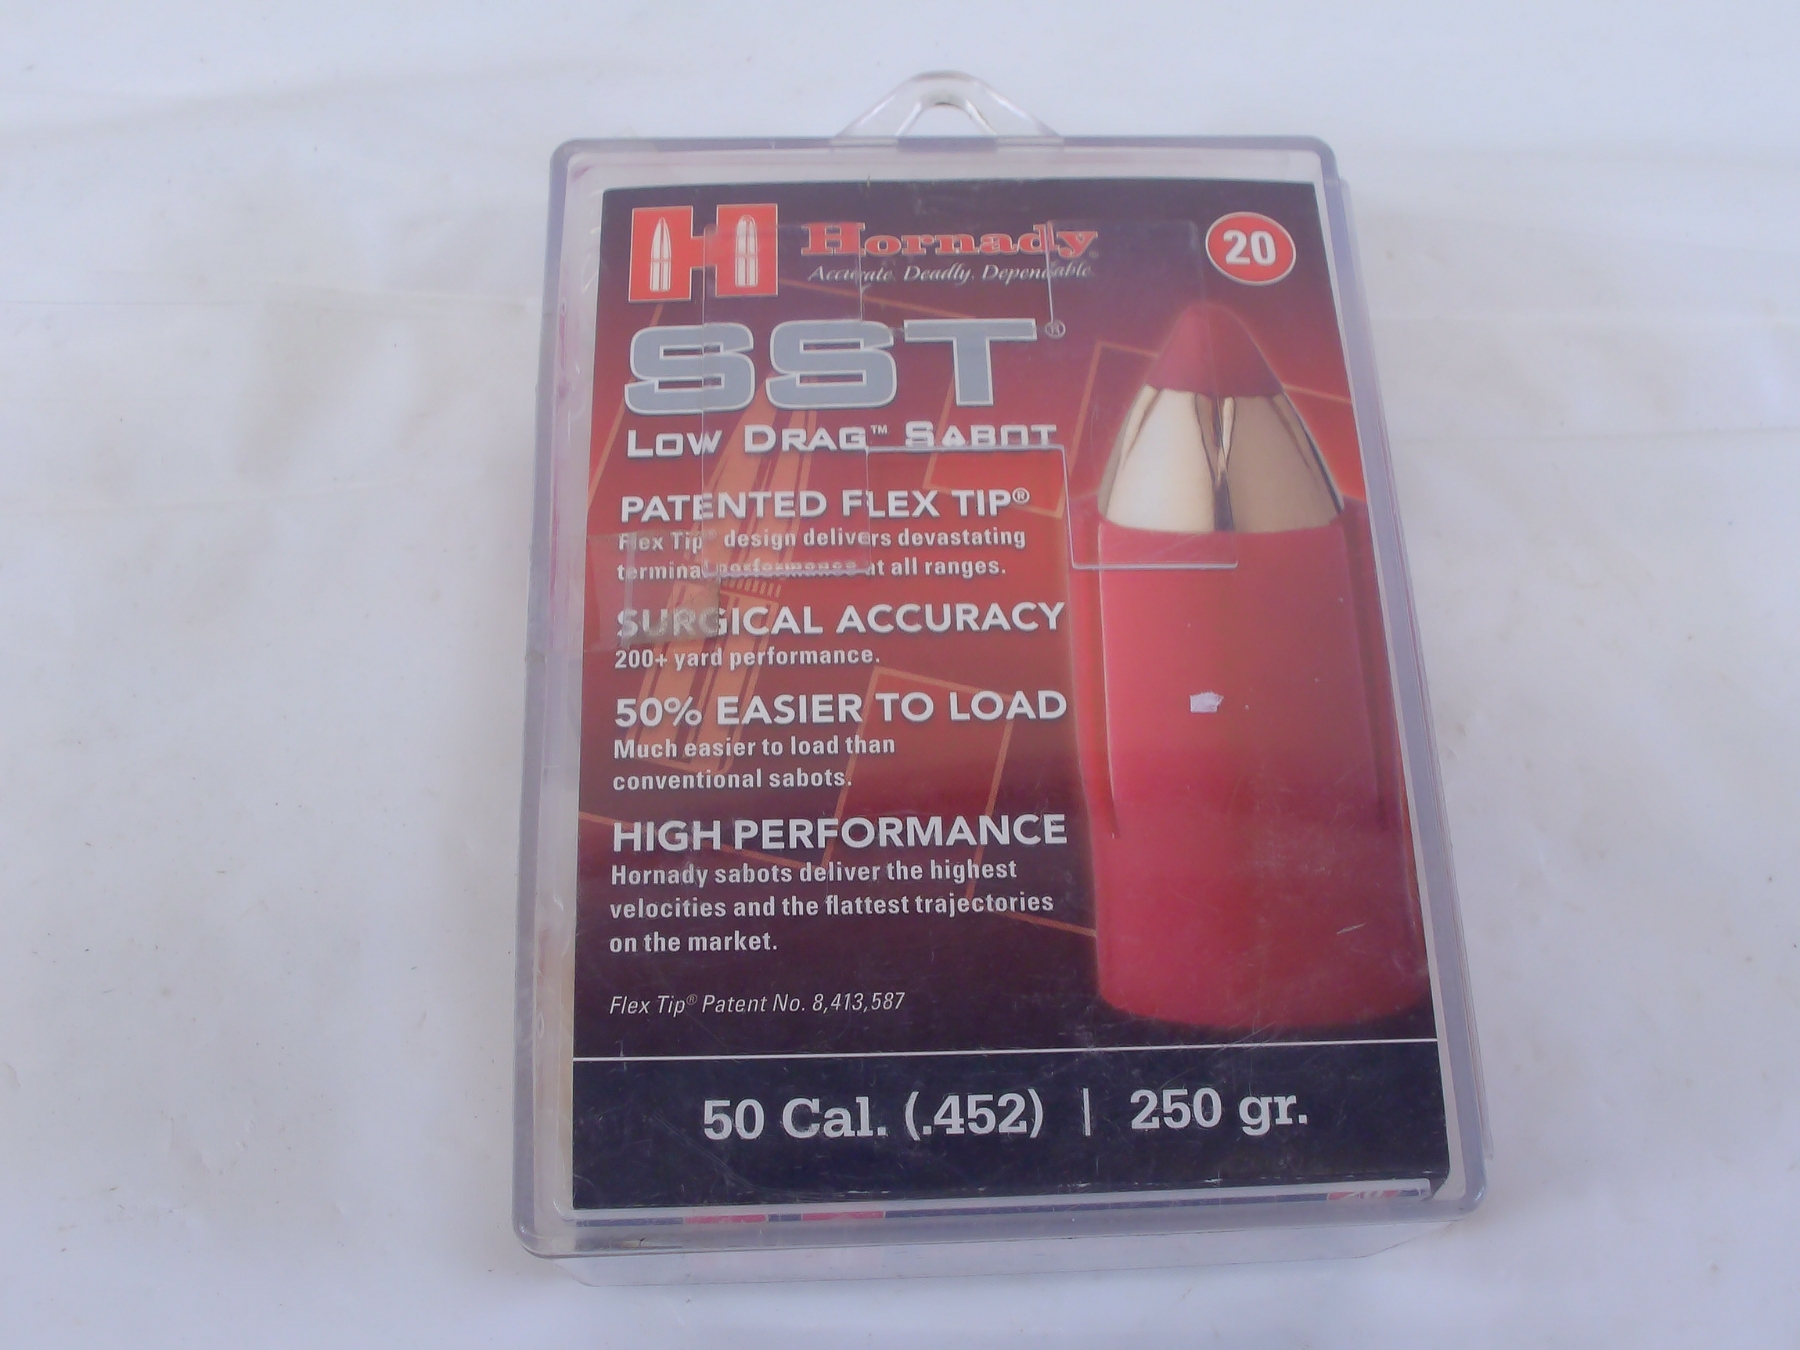 H Hornady® 20
Accurate. Deadly. Dependable.
SST®
LOW DRAG™ SABOT
PATENTED FLEX TIP®
Flex Tip® design delivers devastating
terminal performance at all ranges.
SURGICAL ACCURACY
200+ yard performance.
50% EASIER TO LOAD
Much easier to load than
conventional sabots.
HIGH PERFORMANCE
Hornady sabots deliver the highest
velocities and the flattest trajectories
on the market.
Flex Tip® Patent No. 8,413,587
50 Cal. (.452) | 250 gr.